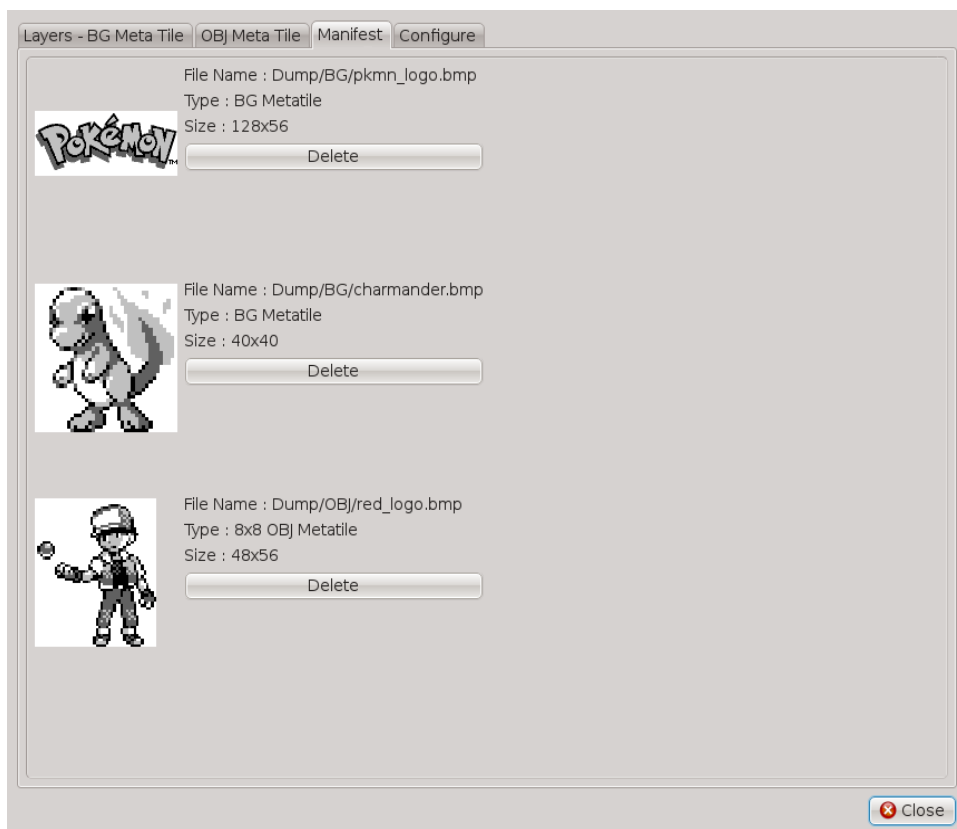 Layers - BG Meta Tile OBJ Meta Tile Manifest Configure
File Name : Dump/BG/pkmn_logo.bmp
Type : BG Metatile
Size : 128x56
POKéMON TM
Delete
File Name : Dump/BG/charmander.bmp
Type : BG Metatile
Size : 40x40
Delete
File Name : Dump/OBJ/red_logo.bmp
Type : 8x8 OBJ Metatile
Size : 48x56
Delete
Close